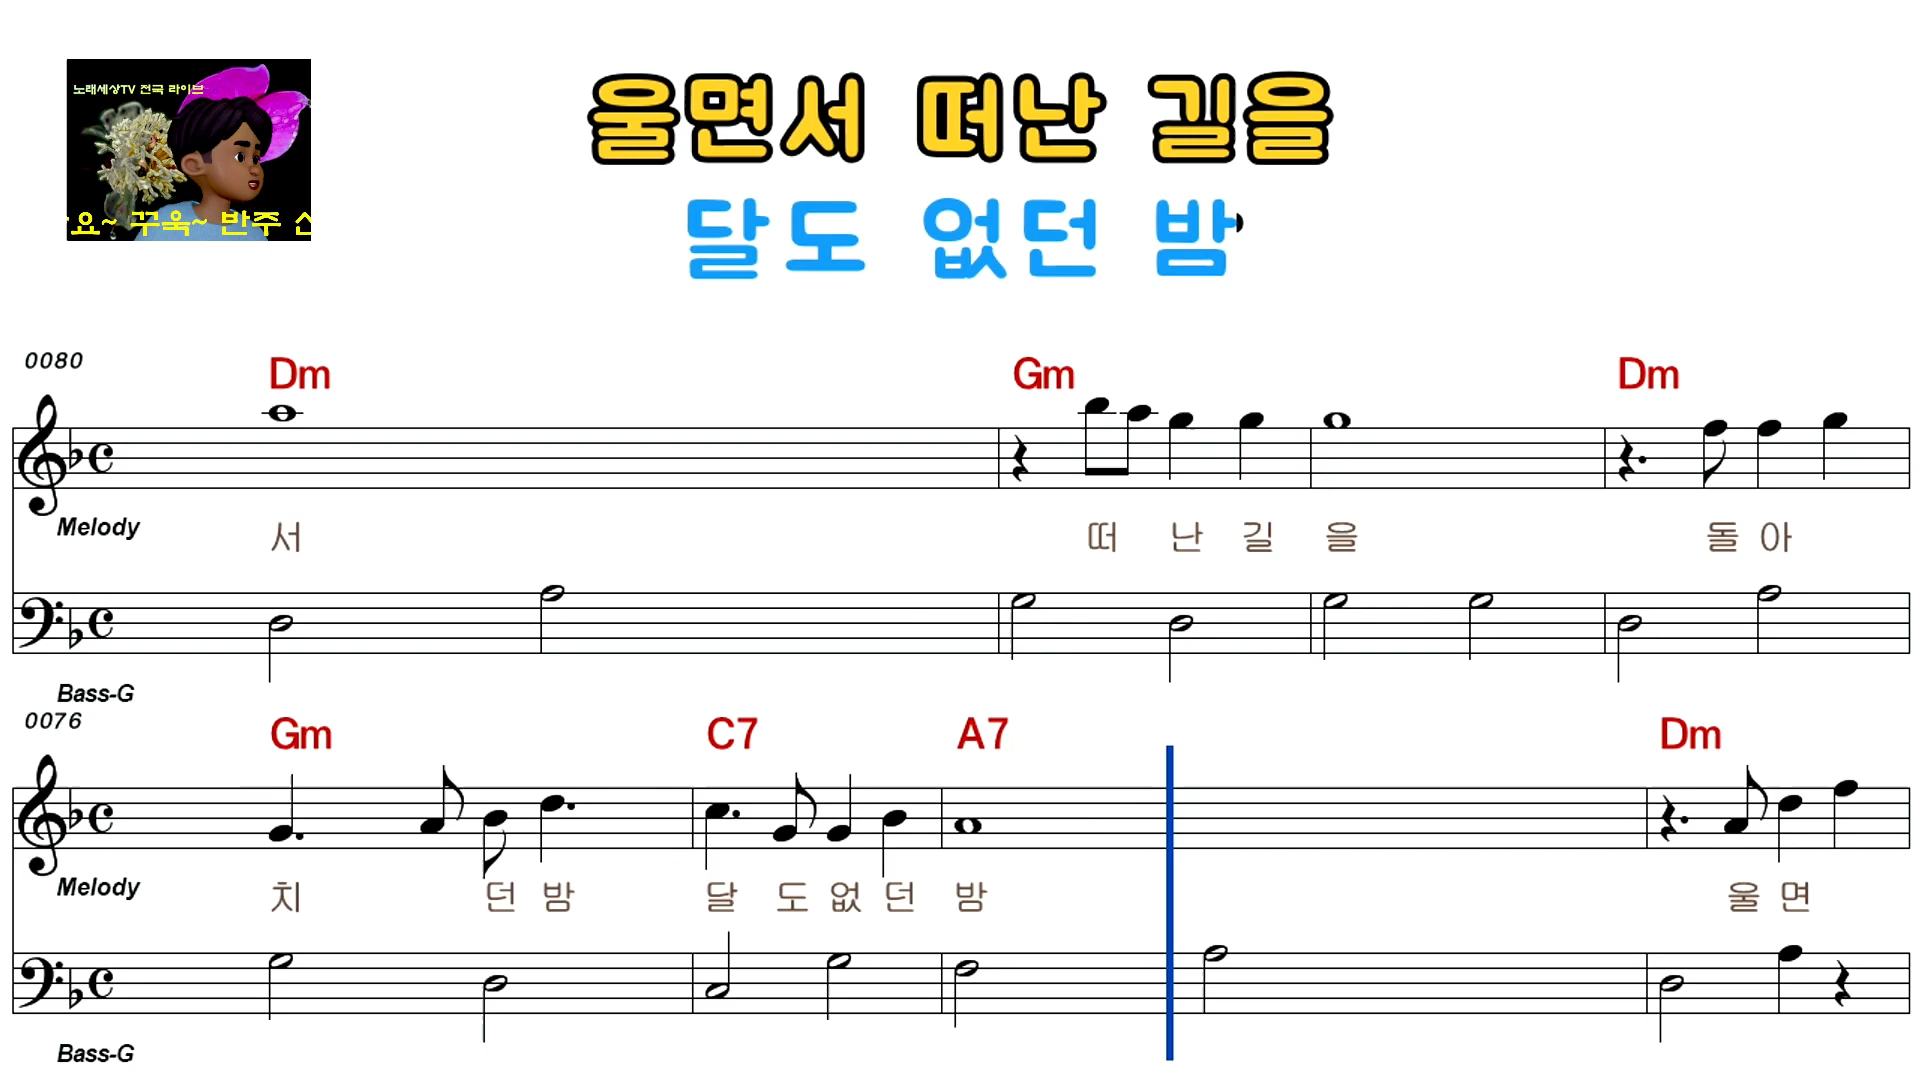 노래세상TV 전국 라이브
요~ 꾸욱~ 반주
울면서 떠난 길을
달도 없던 밤
0080
Dm Gm Dm
Melody
서 떠 난 길 을 돌 아
Bass-G
0076
Gm C7 A7 Dm
Melody
치 던 밤 달 도 없 던 밤 울 면
Bass-G